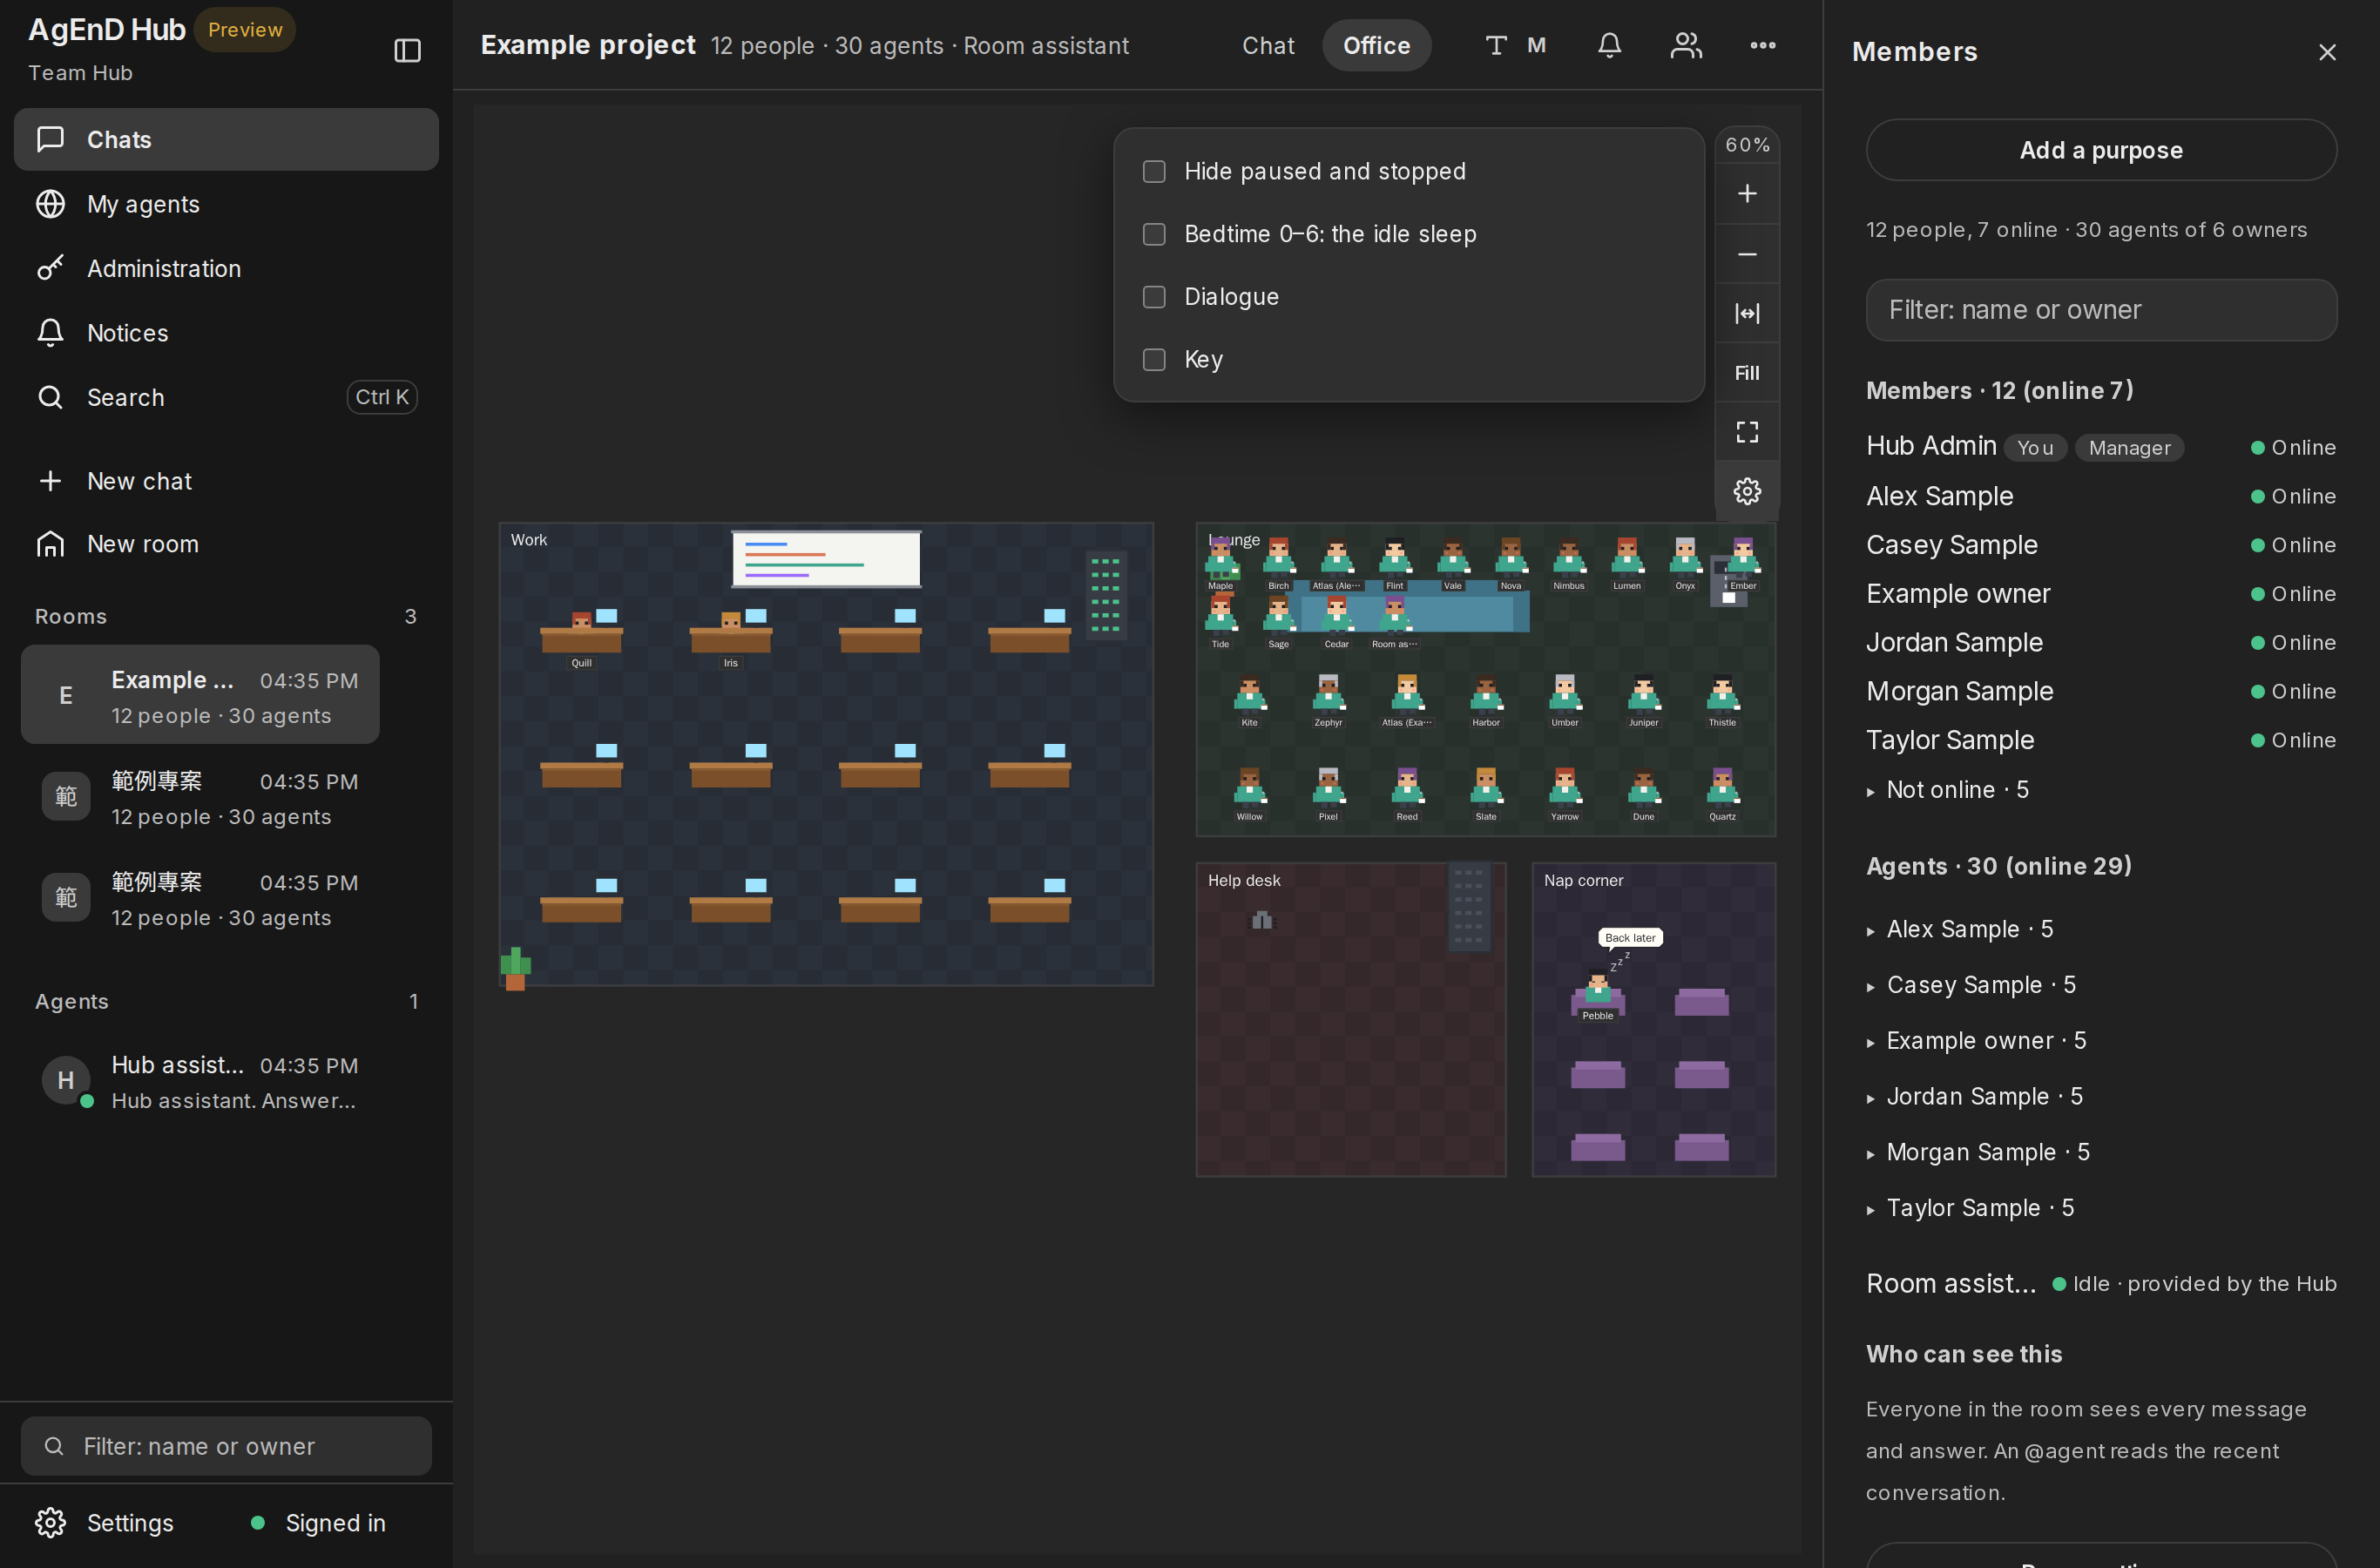 AgEnD Hub Preview
Team Hub
Chats
My agents
Administration
Notices
Search Ctrl K
New chat
New room
Rooms 3
E Example ... 04:35 PM
12 people · 30 agents
範 範例專案 04:35 PM
12 people · 30 agents
範 範例專案 04:35 PM
12 people · 30 agents
Agents 1
H Hub assist... 04:35 PM
Hub assistant. Answer...
Filter: name or owner
Settings Signed in
Example project 12 people · 30 agents · Room assistant
Chat Office M
60%
Hide paused and stopped
Bedtime 0–6: the idle sleep
Dialogue
Key
Fill
Work
Quill Iris
Lounge
Maple Birch Atlas (Ale··· Flint Vale Nova Nimbus Lumen Onyx Ember
Tide Sage Cedar Room as···
Kite Zephyr Atlas (Exa··· Harbor Umber Juniper Thistle
Willow Pixel Reed Slate Yarrow Dune Quartz
Help desk
Nap corner
Back later
z z z
Pebble
Members
Add a purpose
12 people, 7 online · 30 agents of 6 owners
Filter: name or owner
Members · 12 (online 7)
Hub Admin You Manager Online
Alex Sample Online
Casey Sample Online
Example owner Online
Jordan Sample Online
Morgan Sample Online
Taylor Sample Online
Not online · 5
Agents · 30 (online 29)
Alex Sample · 5
Casey Sample · 5
Example owner · 5
Jordan Sample · 5
Morgan Sample · 5
Taylor Sample · 5
Room assist... Idle · provided by the Hub
Who can see this
Everyone in the room sees every message
and answer. An @agent reads the recent
conversation.